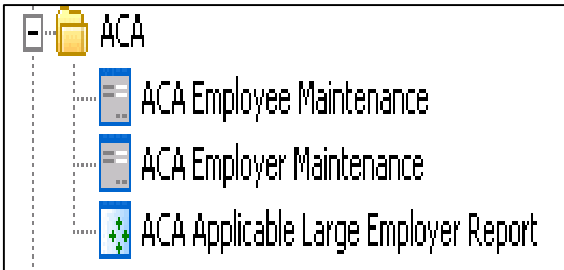 ACA
ACA Employee Maintenance
ACA Employer Maintenance
ACA Applicable Large Employer Report